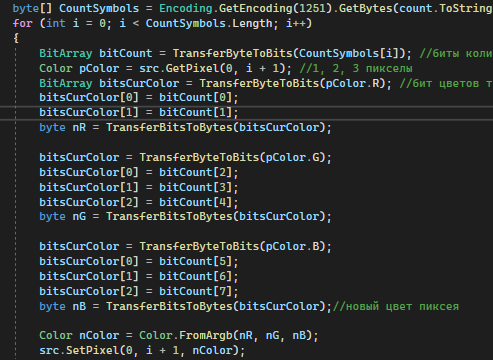 byte[] CountSymbols = Encoding.GetEncoding(1251).GetBytes(count.ToString
for (int i = 0; i < CountSymbols.Length; i++)
{
BitArray bitCount = TransferByteToBits(CountSymbols[i]); //биты коли
Color pColor = src.GetPixel(0, i + 1); //1, 2, 3 пикселы
BitArray bitsCurColor = TransferByteToBits(pColor.R); //бит цветов т
bitsCurColor[0] = bitCount[0];
bitsCurColor[1] = bitCount[1];
byte nR = TransferBitsToBytes(bitsCurColor);
bitsCurColor = TransferByteToBits(pColor.G);
bitsCurColor[0] = bitCount[2];
bitsCurColor[1] = bitCount[3];
bitsCurColor[2] = bitCount[4];
byte nG = TransferBitsToBytes(bitsCurColor);
bitsCurColor = TransferByteToBits(pColor.B);
bitsCurColor[0] = bitCount[5];
bitsCurColor[1] = bitCount[6];
bitsCurColor[2] = bitCount[7];
byte nB = TransferBitsToBytes(bitsCurColor);//новый цвет пиксея
Color nColor = Color.FromArgb(nR, nG, nB);
src.SetPixel(0, i + 1, nColor);